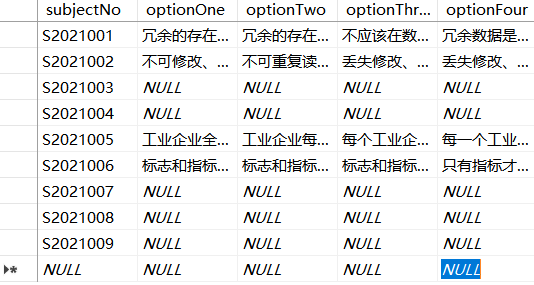 subjectNo optionOne optionTwo optionThr... optionFour
S2021001 冗余的存在... 冗余的存在... 不应该在数... 冗余数据是...
S2021002 不可修改、... 不可重复读... 丢失修改、... 丢失修改、...
S2021003 NULL NULL NULL NULL
S2021004 NULL NULL NULL NULL
S2021005 工业企业全... 工业企业每... 每个工业企... 每一个工业...
S2021006 标志和指标... 标志和指标... 标志和指标... 只有指标才...
S2021007 NULL NULL NULL NULL
S2021008 NULL NULL NULL NULL
S2021009 NULL NULL NULL NULL
NULL NULL NULL NULL NULL